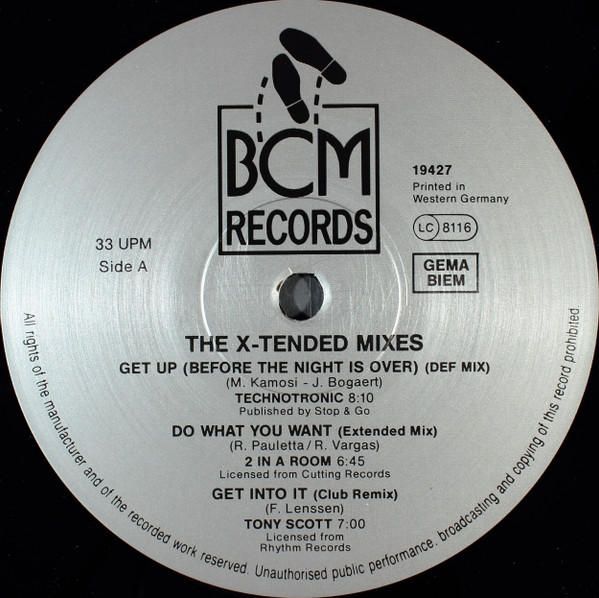 BCM
RECORDS
19427
Printed in
Western Germany
LC 8116
GEMA
BIEM
33 UPM
Side A
THE X-TENDED MIXES
GET UP (BEFORE THE NIGHT IS OVER) (DEF MIX)
(M. Kamosi - J. Bogaert)
TECHNOTRONIC 8:10
Published by Stop & Go
DO WHAT YOU WANT (Extended Mix)
(R. Pauletta/R. Vargas)
2 IN A ROOM 6:45
Licensed from Cutting Records
GET INTO IT (Club Remix)
(F. Lenssen)
TONY SCOTT 7:00
Licensed from
Rhythm Records
All rights of the manufacturer and of the recorded work reserved. Unauthorised public performance, broadcasting and copying of this record prohibited.